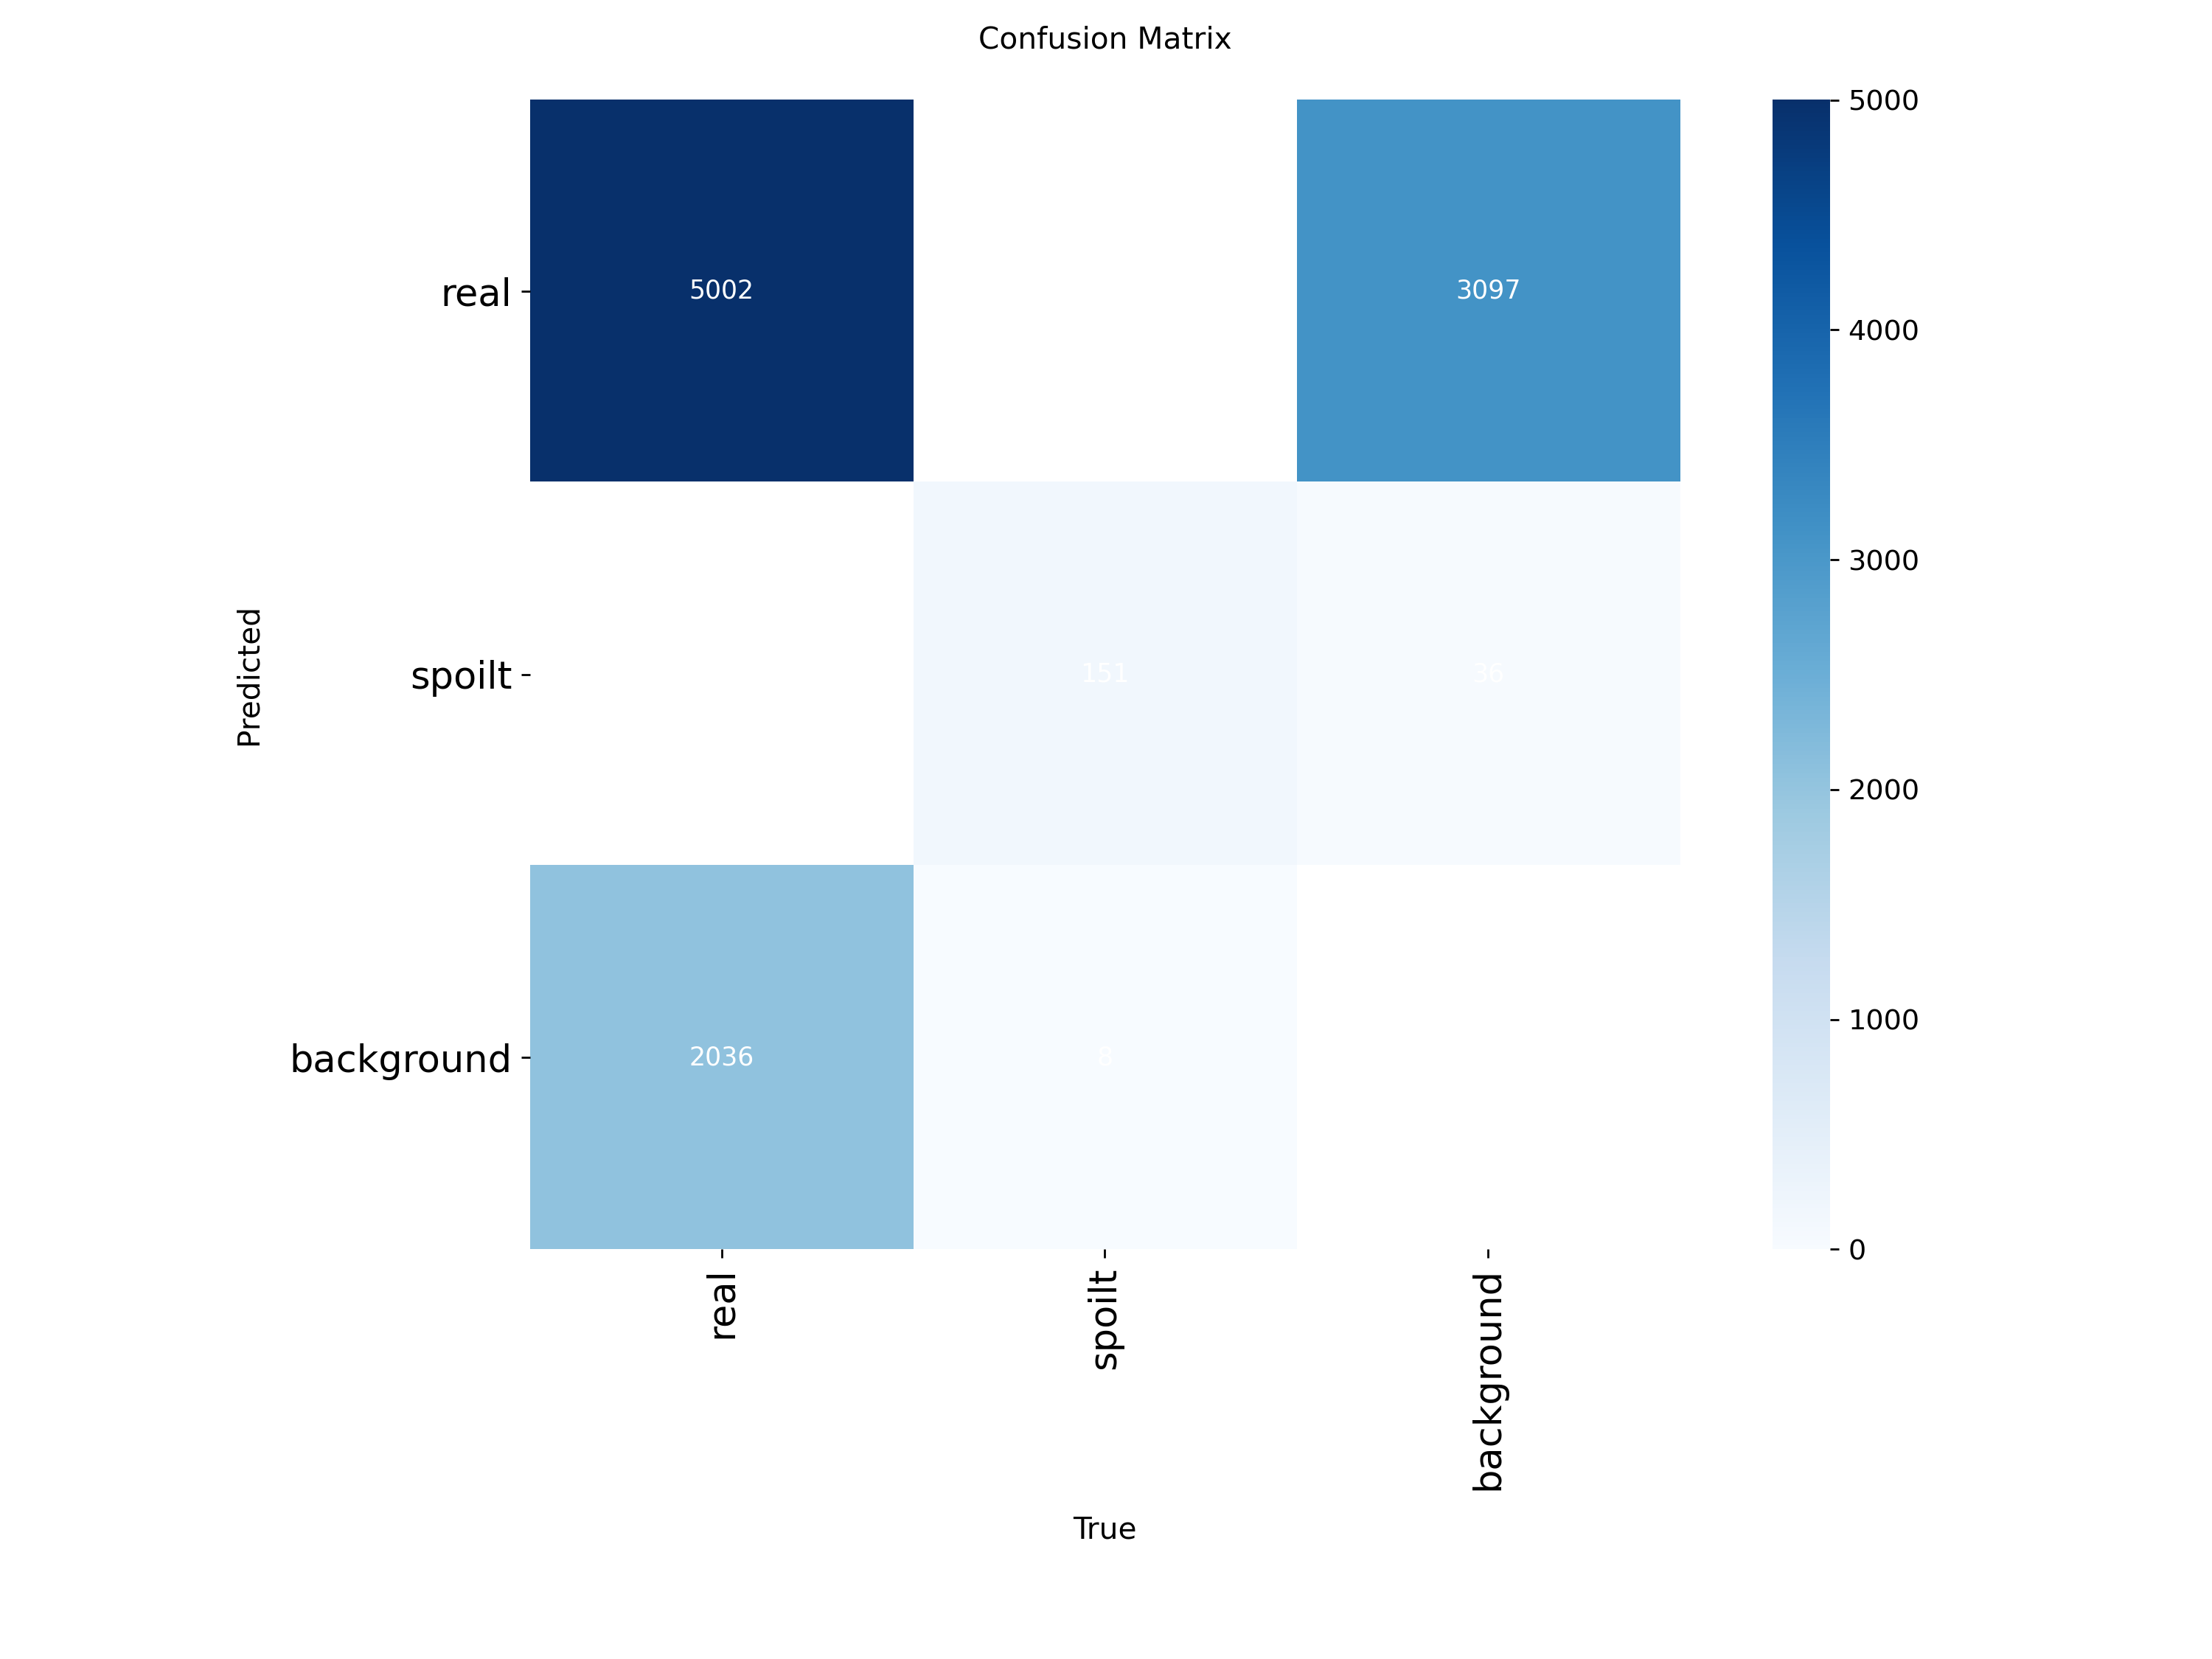 Confusion Matrix
real
5002
3097
spoilt
151
36
background
2036
8
real
spoilt
background
True
Predicted
5000
4000
3000
2000
1000
0